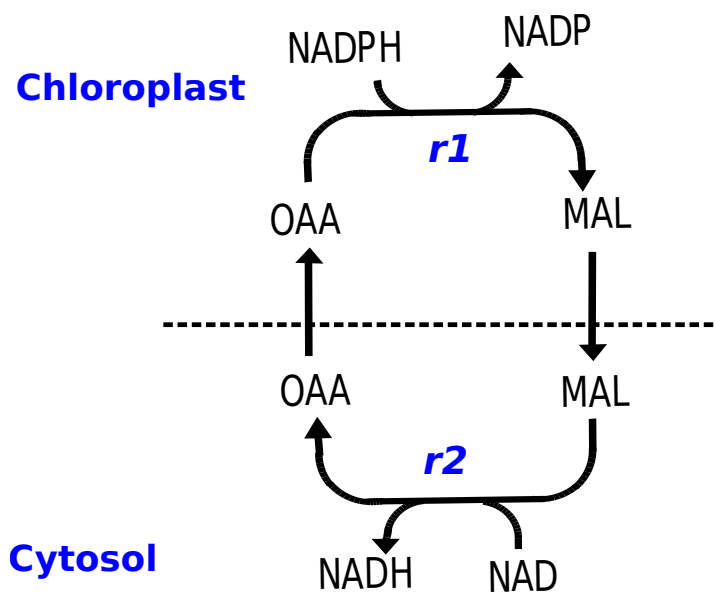 NADPH
NADP
Chloroplast
r1
OAA
MAL
OAA
MAL
r2
Cytosol
NADH
NAD